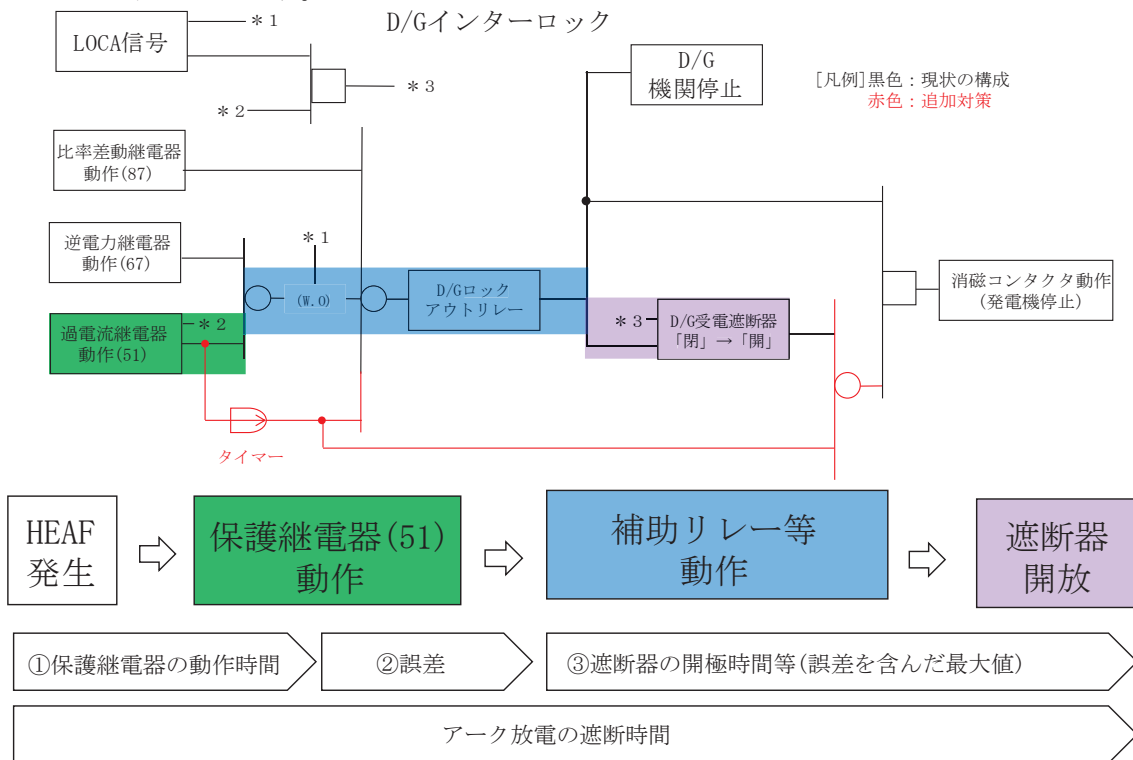 D/Gインターロック
LOCA信号
＊1
＊2
＊3
D/G
機関停止
[凡例]黒色：現状の構成
赤色：追加対策
比率差動継電器
動作(87)
逆電力継電器
動作(67)
＊1
(W.O)
D/Gロック
アウトリレー
消磁コンタクタ動作
(発電機停止)
過電流継電器
動作(51)
＊2
＊3
D/G受電遮断器
「閉」→「開」
タイマー
HEAF
発生
保護継電器(51)
動作
補助リレー等
動作
遮断器
開放
①保護継電器の動作時間
②誤差
③遮断器の開極時間等(誤差を含んだ最大値)
アーク放電の遮断時間